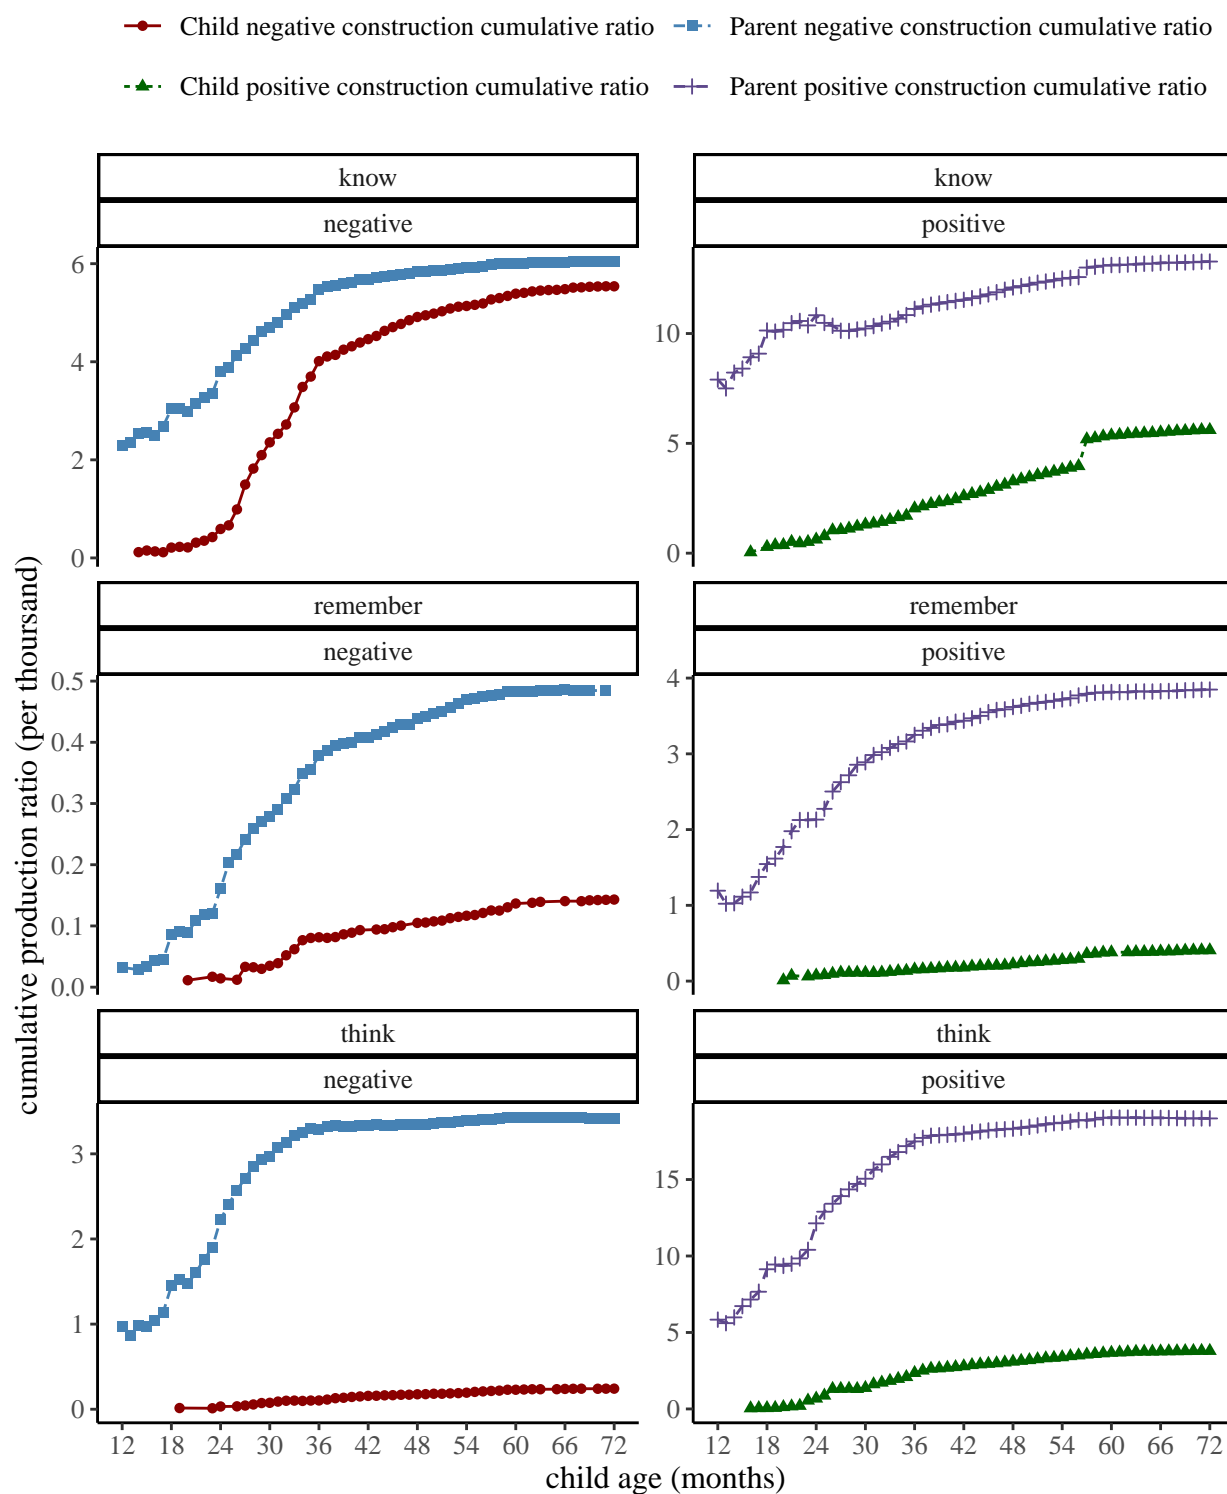 Child negative construction cumulative ratio Parent negative construction cumulative ratio
Child positive construction cumulative ratio Parent positive construction cumulative ratio
know
negative
6
4
2
0
know
positive
10
5
0
remember
negative
0.5
0.4
0.3
0.2
0.1
0.0
remember
positive
4
3
2
1
0
think
negative
3
2
1
0
think
positive
15
10
5
0
12 18 24 30 36 42 48 54 60 66 72
12 18 24 30 36 42 48 54 60 66 72
child age (months)
cumulative production ratio (per thoursand)